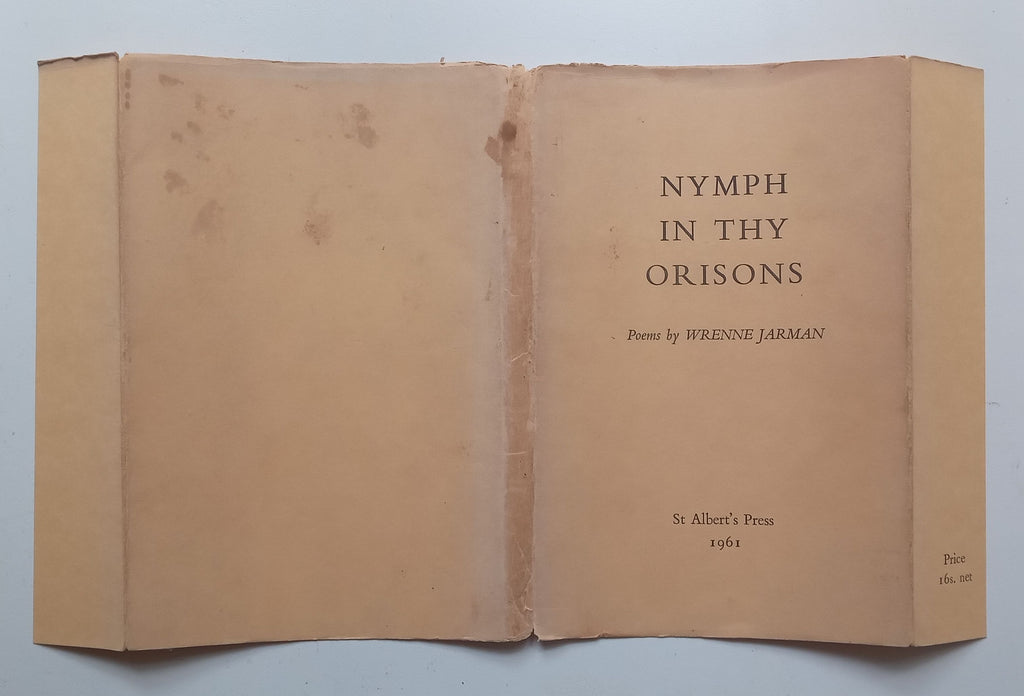 NYMPH
IN THY
ORISONS
Poems by WRENNE JARMAN
St Albert's Press
1961
Price
16s. net